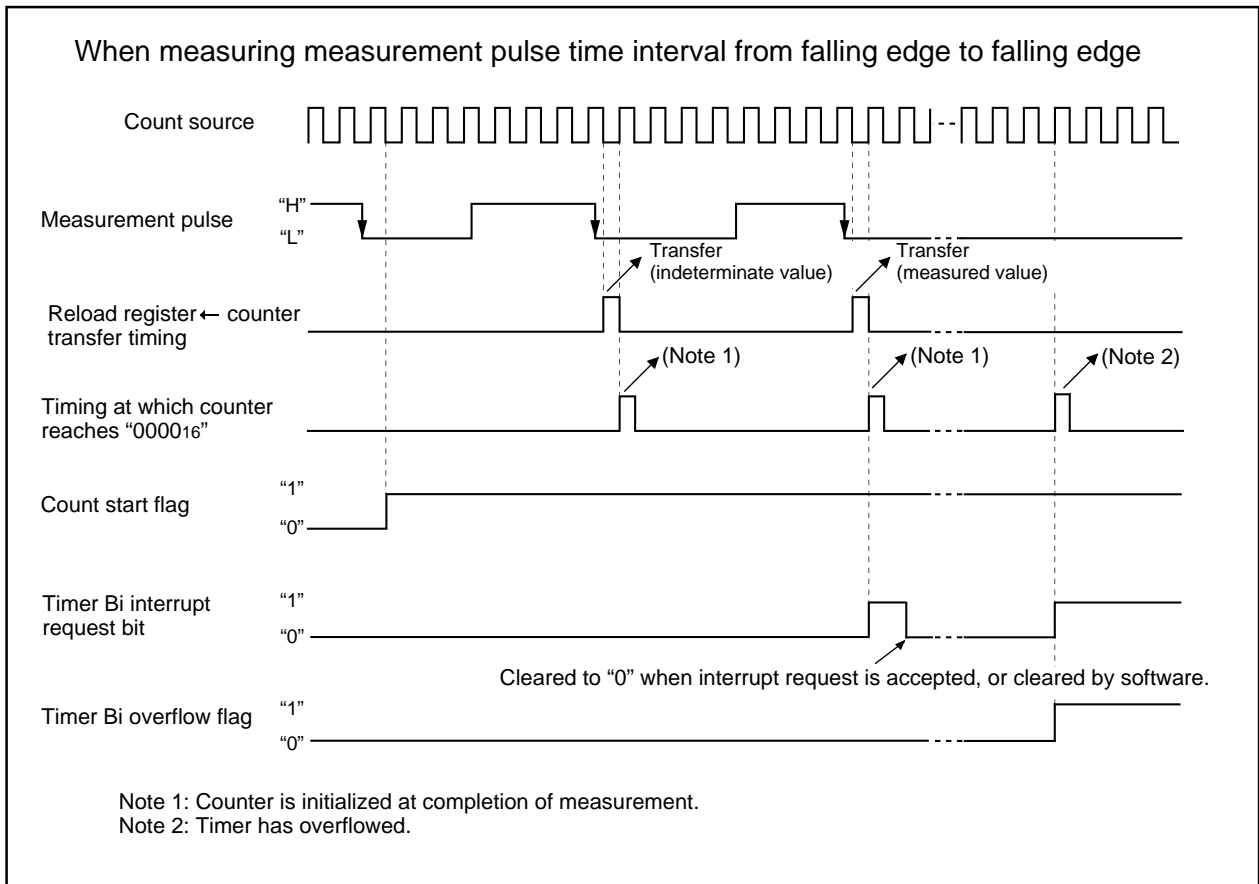 When measuring measurement pulse time interval from falling edge to falling edge
Count source
Measurement pulse
“H”
“L”
Transfer
(indeterminate value)
Transfer
(measured value)
Reload register ← counter
transfer timing
(Note 1)
(Note 1)
(Note 2)
Timing at which counter
reaches “000016”
Count start flag
“1”
“0”
Timer Bi interrupt
request bit
“1”
“0”
Cleared to “0” when interrupt request is accepted, or cleared by software.
Timer Bi overflow flag
“1”
“0”
Note 1: Counter is initialized at completion of measurement.
Note 2: Timer has overflowed.